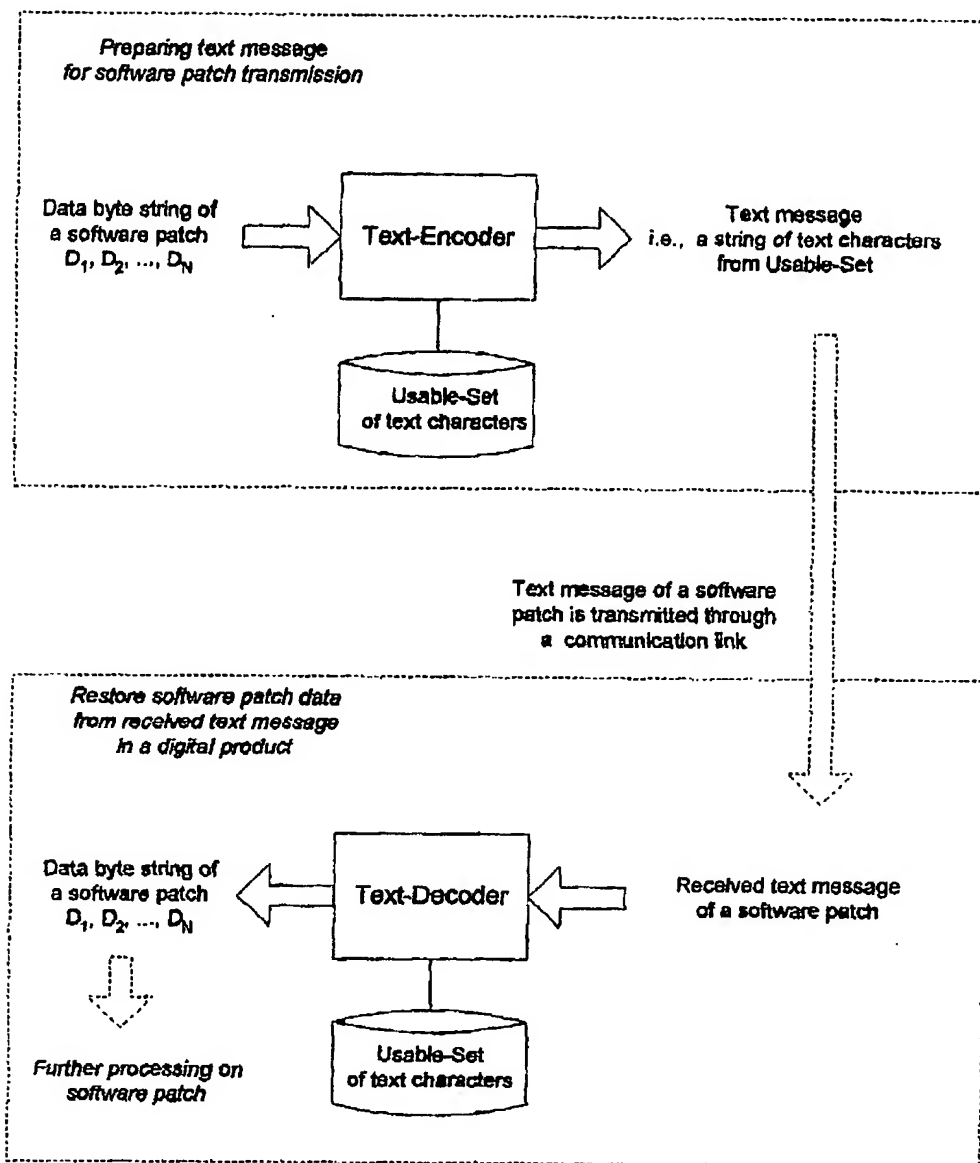 Preparing text message
for software patch transmission
Data byte string of
a software patch
D₁, D₂, ..., D_N
Text-Encoder
Text message
i.e., a string of text characters
from Usable-Set
Usable-Set
of text characters
Text message of a software
patch is transmitted through
a communication link
Restore software patch data
from received text message
in a digital product
Data byte string of
a software patch
D₁, D₂, ..., D_N
Text-Decoder
Received text message
of a software patch
Further processing on
software patch
Usable-Set
of text characters